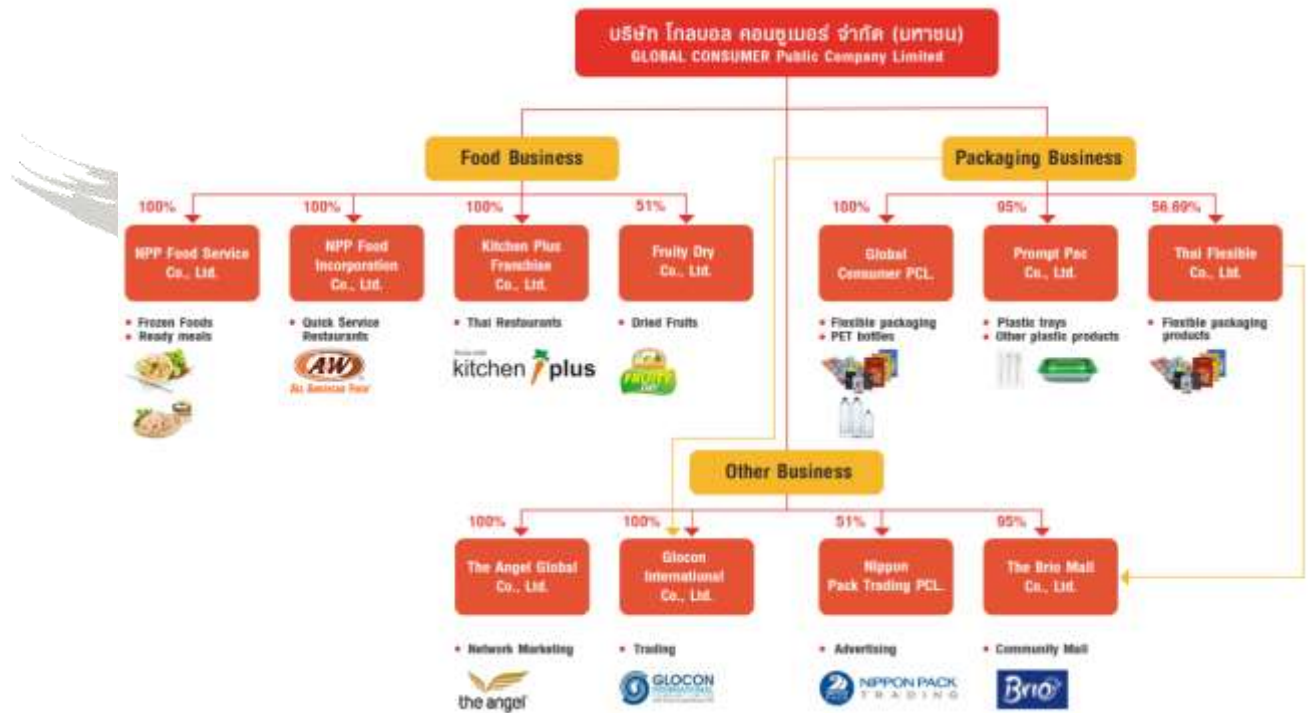 บริษัท โกลบอล คอนซูเมอร์ จำกัด (มหาชน)
GLOBAL CONSUMER Public Company Limited
Food Business
Packaging Business
100%
100%
100%
51%
100%
95%
56.69%
NPP Food Service
Co., Ltd.
NPP Food
Incorporation
Co., Ltd.
Kitchen Plus
Franchise
Co., Ltd.
Fruity Dry
Co., Ltd.
Global
Consumer PCL.
Prompt Pac
Co., Ltd.
Thai Flexible
Co., Ltd.
• Frozen Foods
• Ready meals
• Quick Service
Restaurants
• Thai Restaurants
• Dried Fruits
• Flexible packaging
• PET bottles
• Plastic trays
• Other plastic products
• Flexible packaging
products
A&W
All American Food
kitchen plus
FRUITY
DRY
Other Business
100%
100%
51%
95%
The Angel Global
Co., Ltd.
Glocon
International
Co., Ltd.
Nippon
Pack Trading PCL.
The Brio Mall
Co., Ltd.
• Network Marketing
• Trading
• Advertising
• Community Mall
the angel
GLOCON
INTERNATIONAL
NIPPON PACK
TRADING
Brio